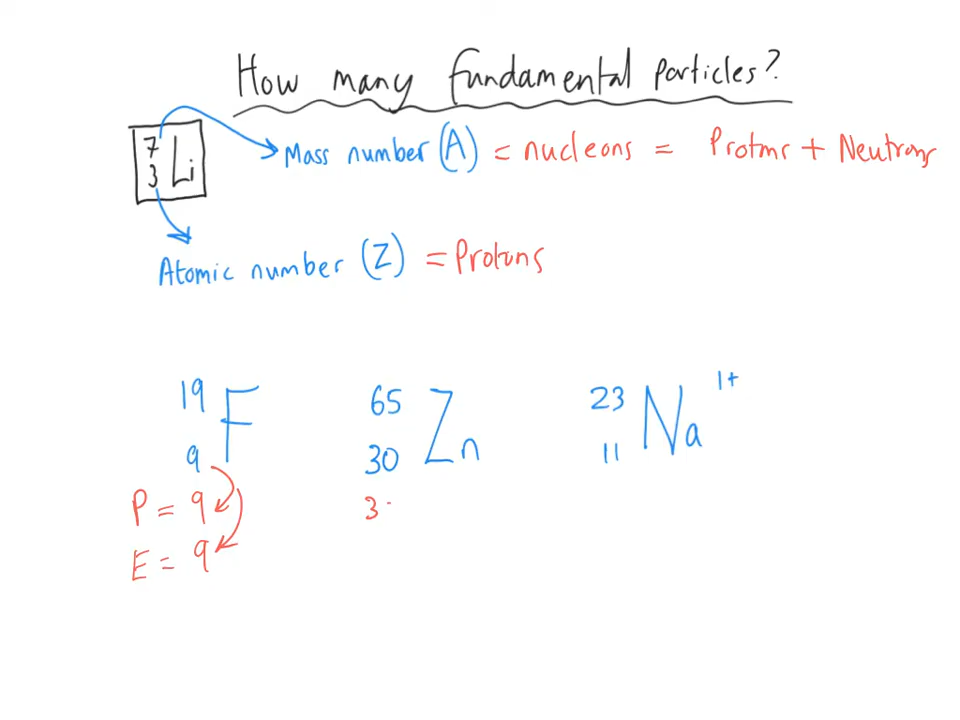 How many fundamental particles?
7
3 Li
Mass number (A) = nucleons = Protons + Neutrons
Atomic number (Z) = Protons
19 65 23 1+
F Zn Na
9 30 11
P = 9 3
E = 9